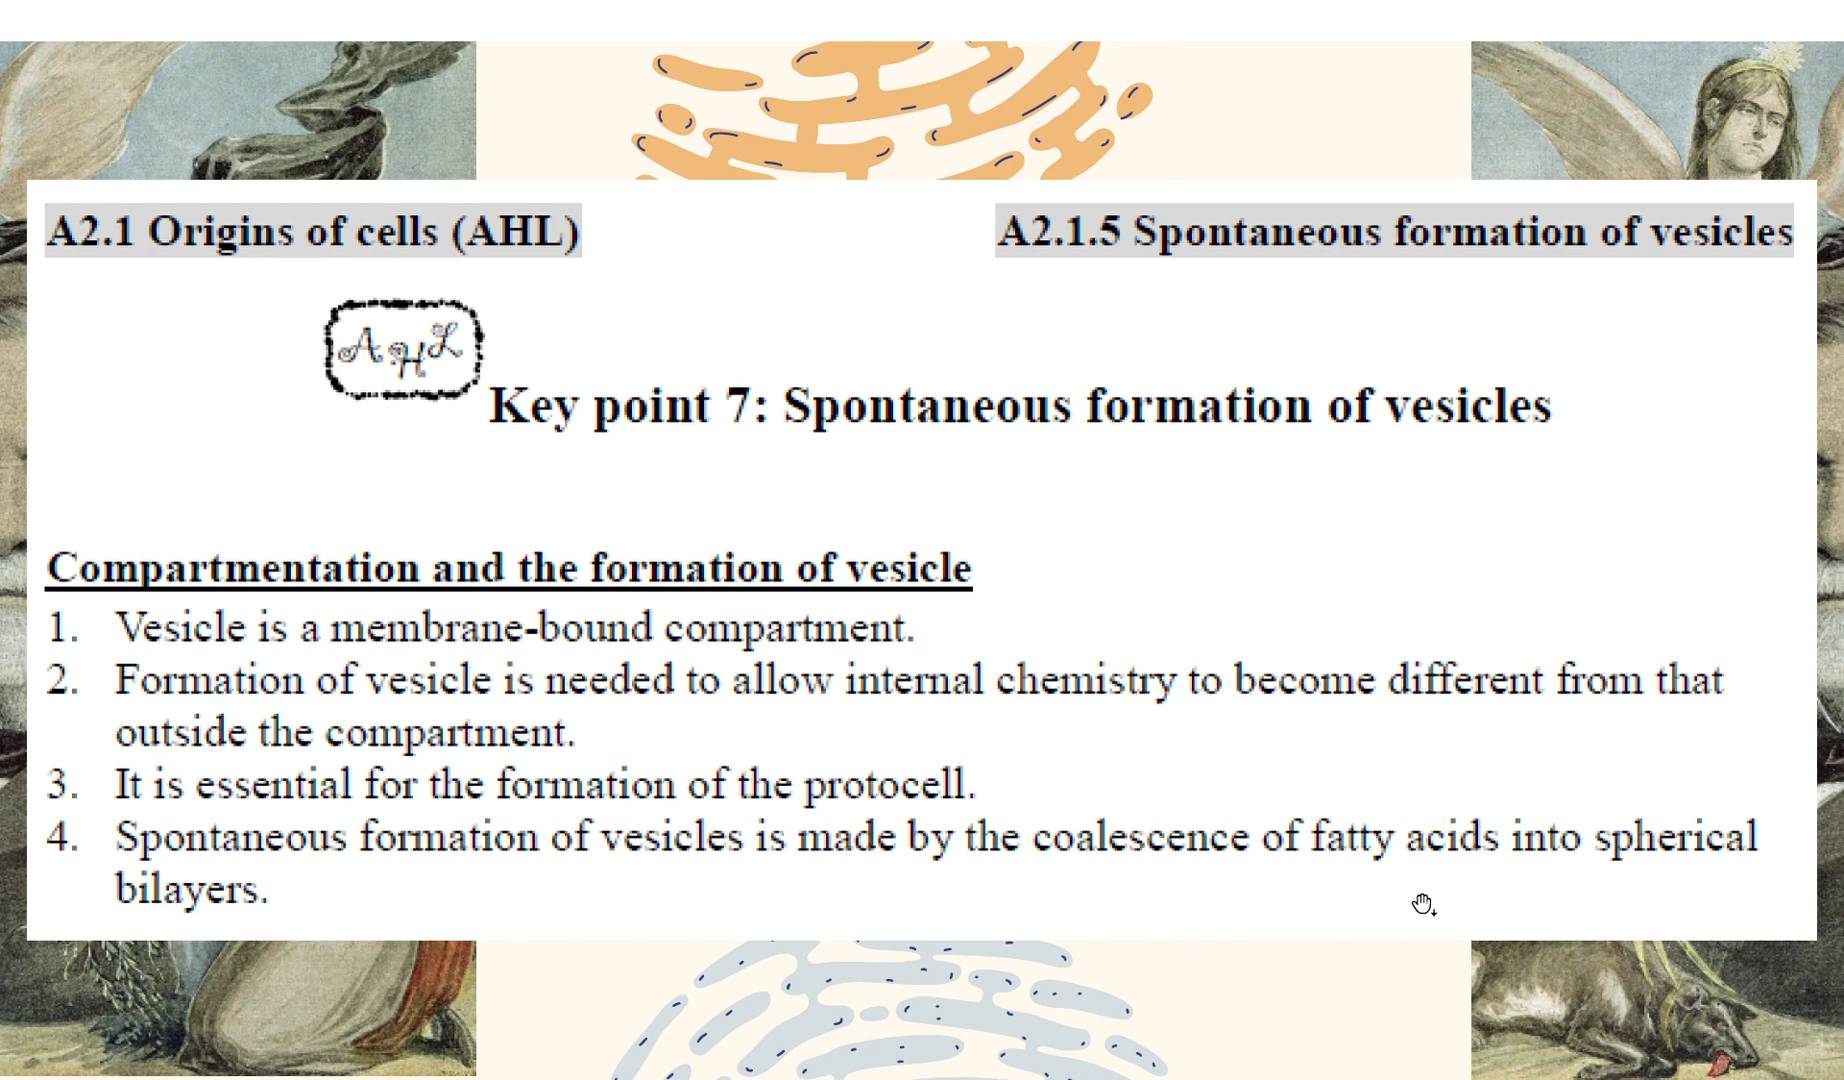 A2.1 Origins of cells (AHL) A2.1.5 Spontaneous formation of vesicles
AHL
Key point 7: Spontaneous formation of vesicles
Compartmentation and the formation of vesicle
1. Vesicle is a membrane-bound compartment.
2. Formation of vesicle is needed to allow internal chemistry to become different from that
outside the compartment.
3. It is essential for the formation of the protocell.
4. Spontaneous formation of vesicles is made by the coalescence of fatty acids into spherical
bilayers.